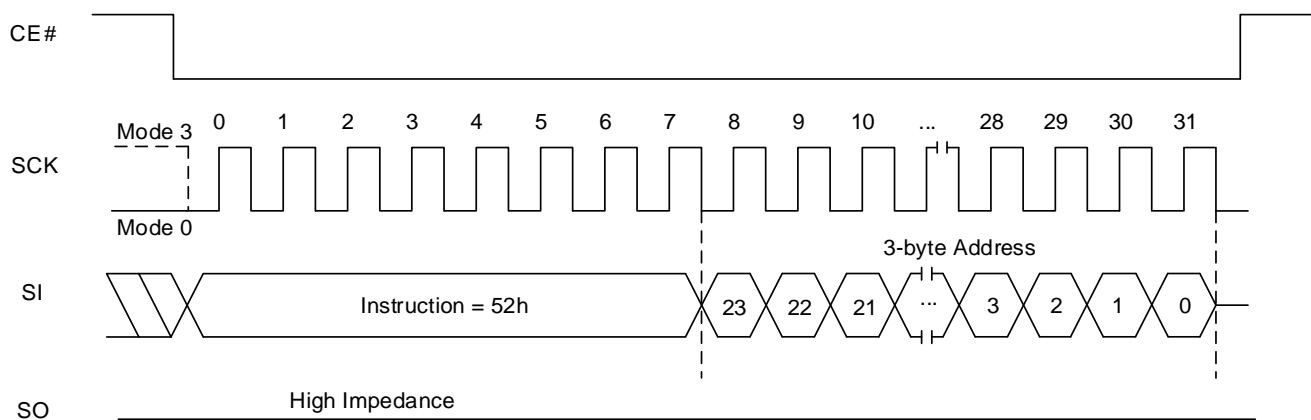 CE#
0 1 2 3 4 5 6 7 8 9 10 ... 28 29 30 31
Mode 3
SCK
Mode 0
3-byte Address
SI
Instruction = 52h 23 22 21 ... 3 2 1 0
High Impedance
SO